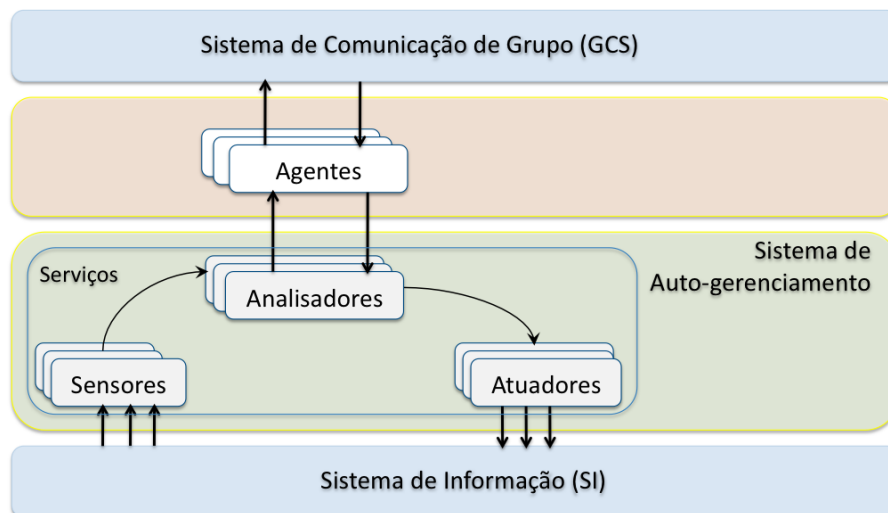 Sistema de Comunicação de Grupo (GCS)
Agentes
Sistema de
Auto-gerenciamento
Serviços
Analisadores
Sensores
Atuadores
Sistema de Informação (SI)